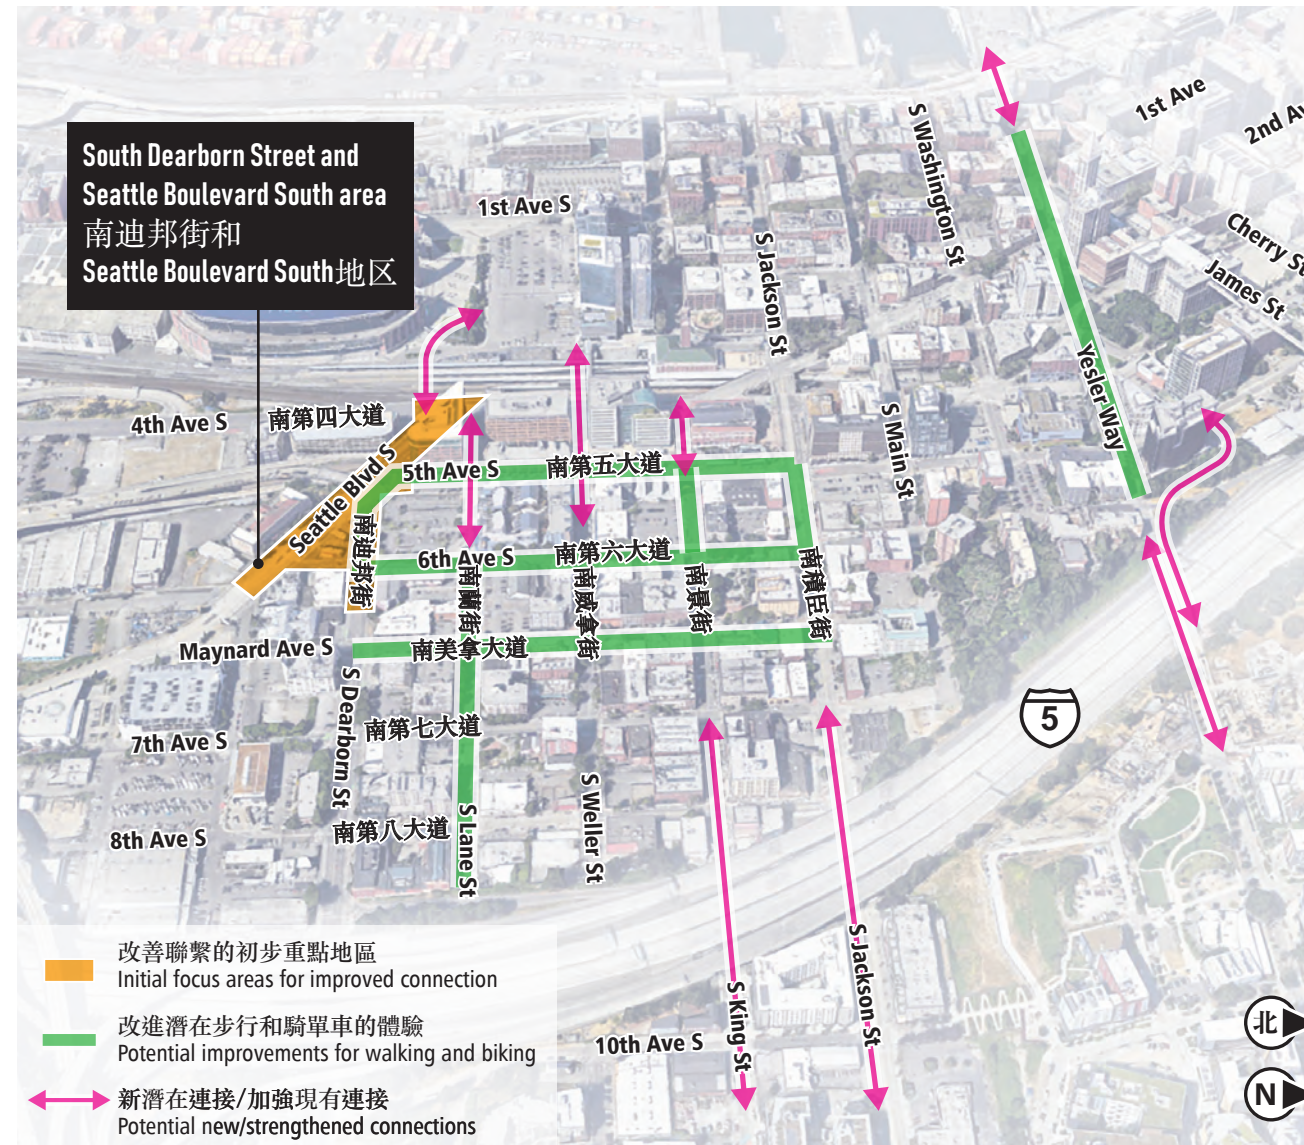 South Dearborn Street and
Seattle Boulevard South area
南迪邦街和
Seattle Boulevard South地区
1st Ave
2nd Av
S Washington St
1st Ave S
S Jackson St
Cherry St
James St
Yesler Way
4th Ave S
南第四大道
S Main St
Seattle Blvd S
5th Ave S
南第五大道
南迪邦街
6th Ave S
南第六大道
南蘭街
南威拿街
南景街
南積臣街
Maynard Ave S
南美拿大道
S Dearborn St
7th Ave S
南第七大道
5
8th Ave S
南第八大道
S Lane St
S Weller St
S King St
S Jackson St
10th Ave S
改善聯繫的初步重點地區
Initial focus areas for improved connection
改進潛在步行和騎單車的體驗
Potential improvements for walking and biking
新潛在連接/加強現有連接
Potential new/strengthened connections
北
N